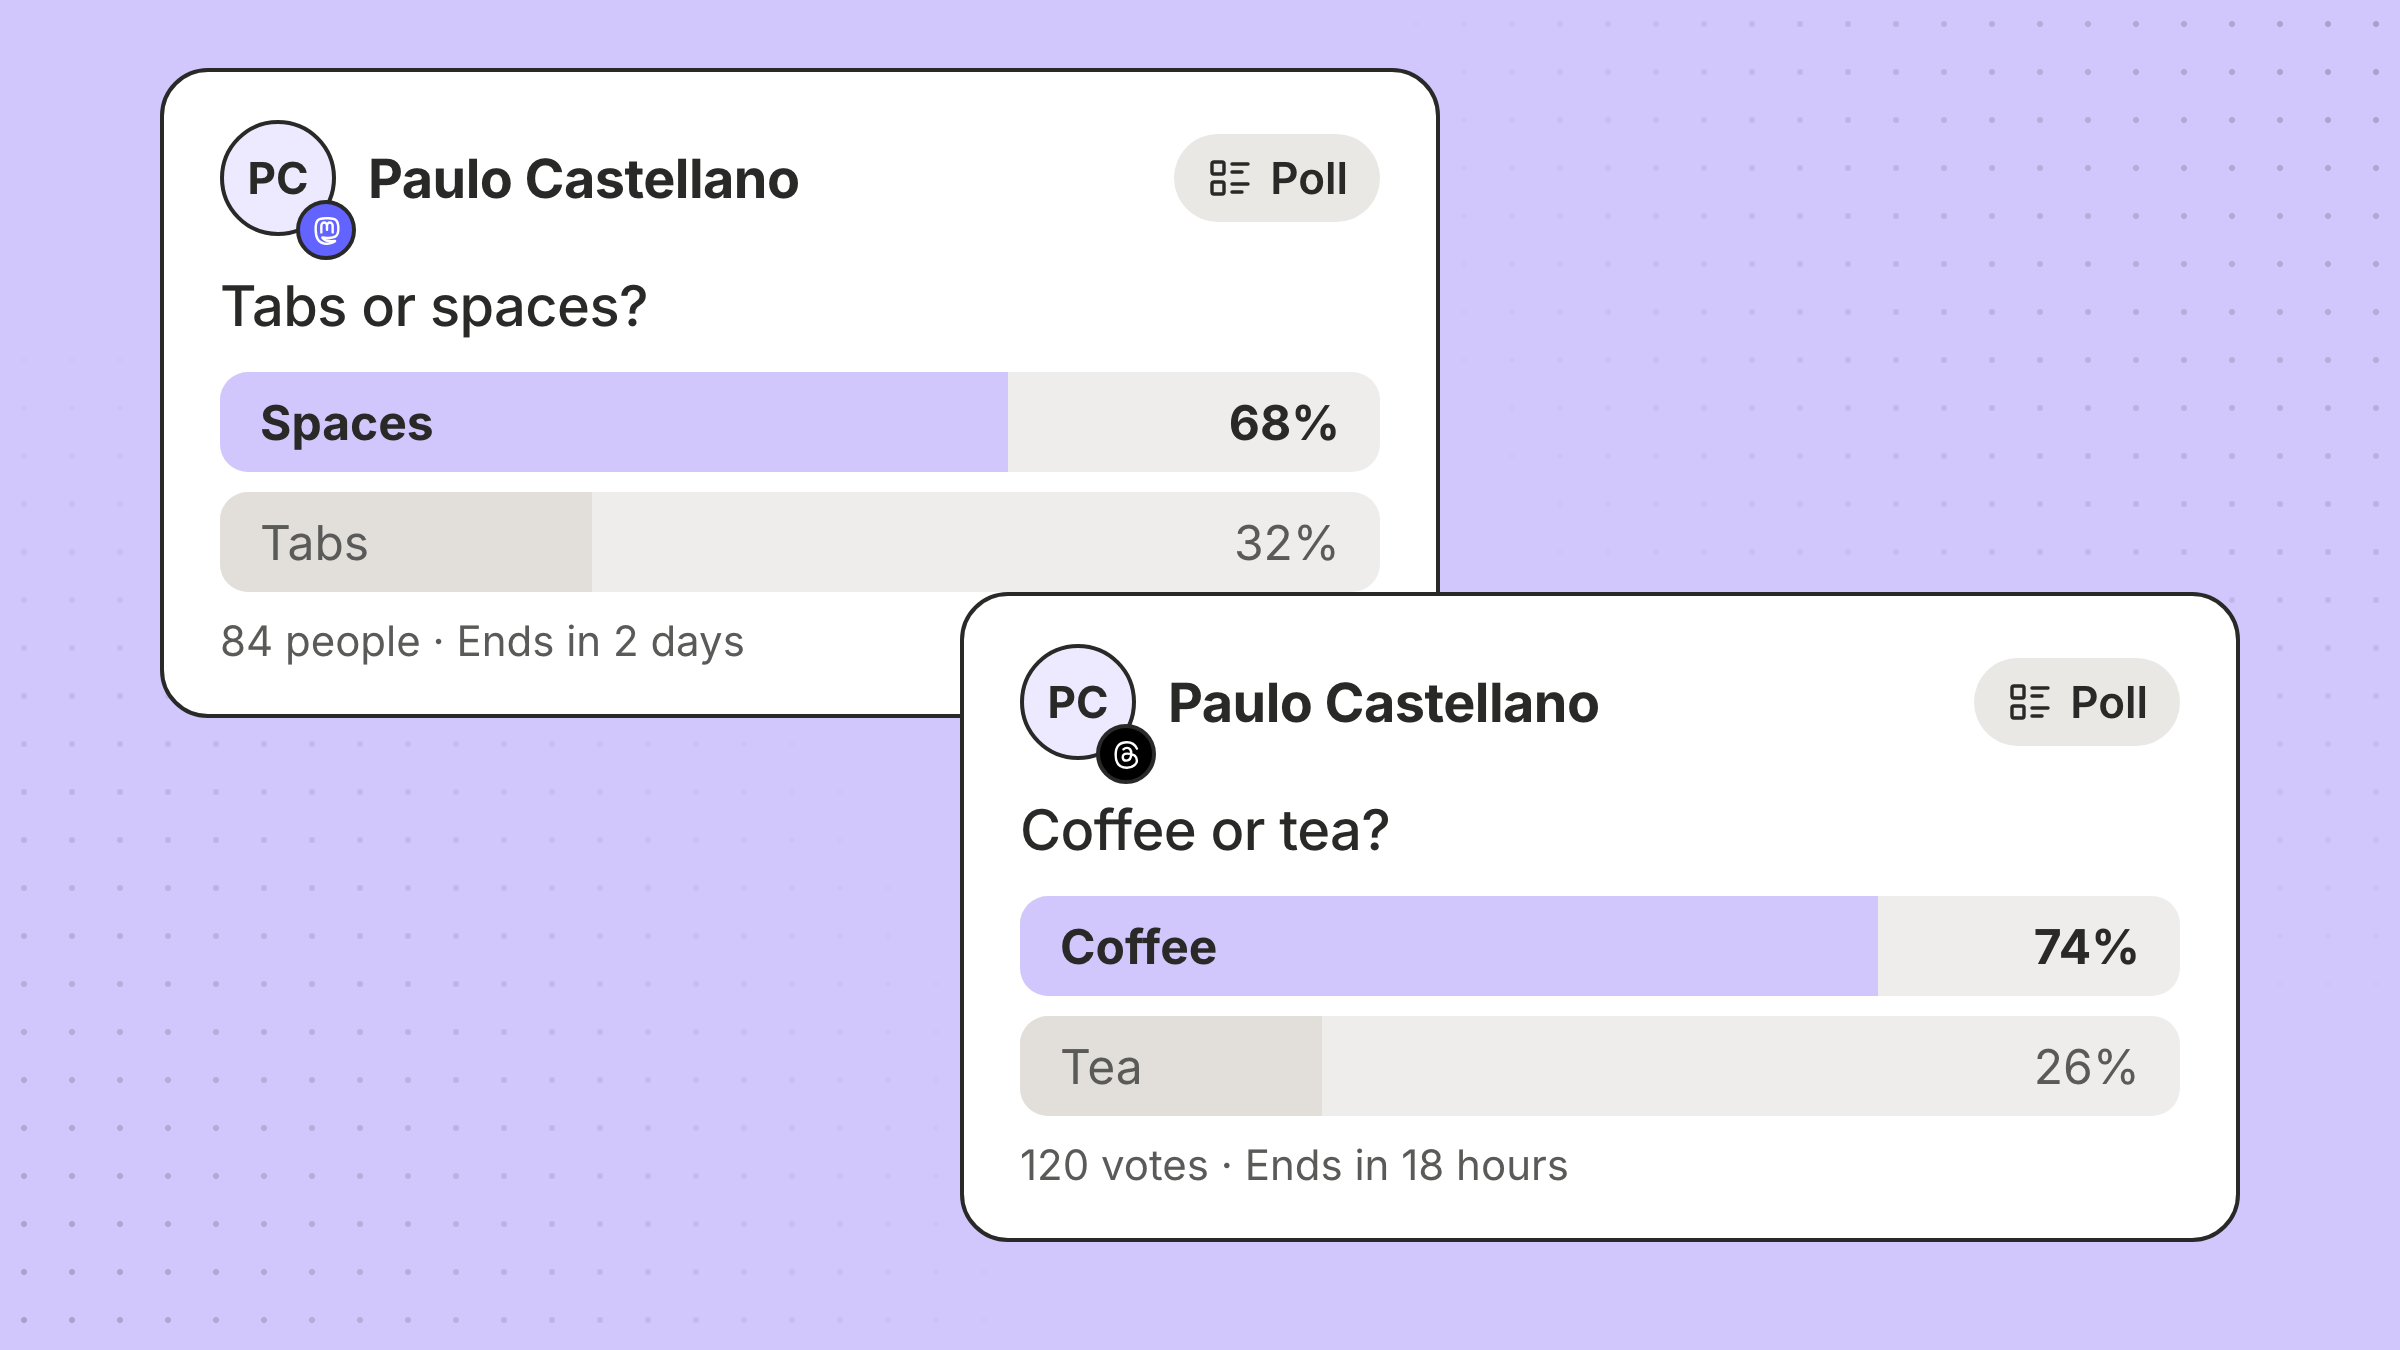 PC
Paulo Castellano
Poll
Tabs or spaces?
Spaces 68%
Tabs 32%
84 people · Ends in 2 days
PC
Paulo Castellano
Poll
Coffee or tea?
Coffee 74%
Tea 26%
120 votes · Ends in 18 hours